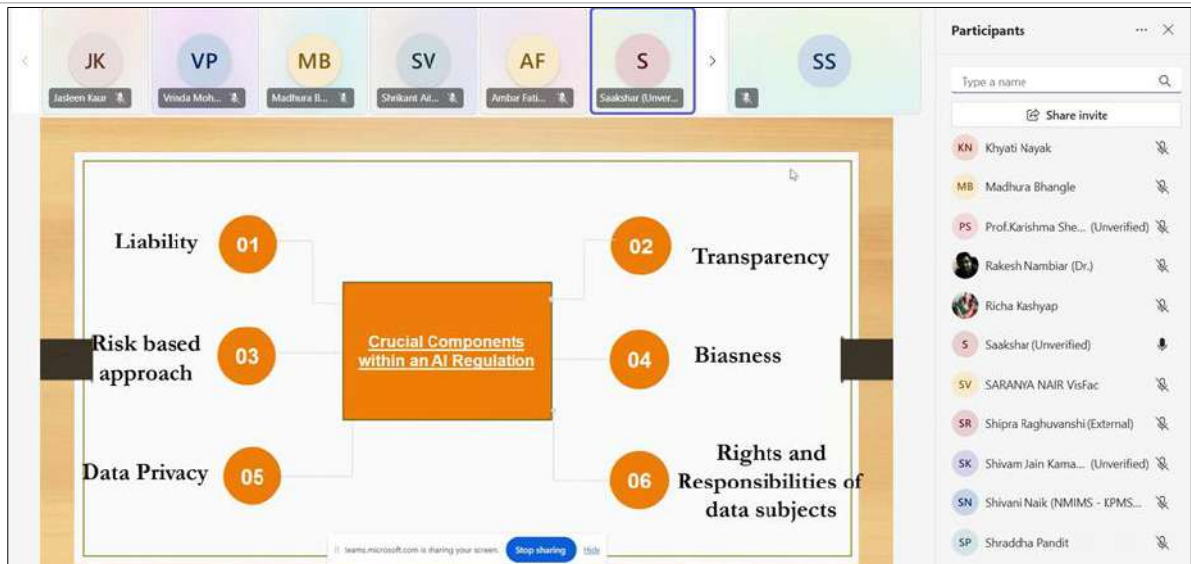 JK
VP
MB
SV
AF
S
SS
Jasleen Kaur
Vrinda Moh...
Madhura B...
Shrikant Ait...
Ambar Fati...
Saakshar (Unver...
Liability
01
02
Transparency
Risk based
approach
03
Crucial Components
within an AI Regulation
04
Biasness
Data Privacy
05
06
Rights and
Responsibilities of
data subjects
teams.microsoft.com is sharing your screen.
Stop sharing
Hide
Participants
Type a name
Share invite
KN Khyati Nayak
MB Madhura Bhangle
PS Prof.Karishma She... (Unverified)
Rakesh Nambiar (Dr.)
Richa Kashyap
S Saakshar (Unverified)
SV SARANYA NAIR VisFac
SR Shipra Raghuvanshi (External)
SK Shivam Jain Kama... (Unverified)
SN Shivani Naik (NMIMS - KPMS...
SP Shraddha Pandit